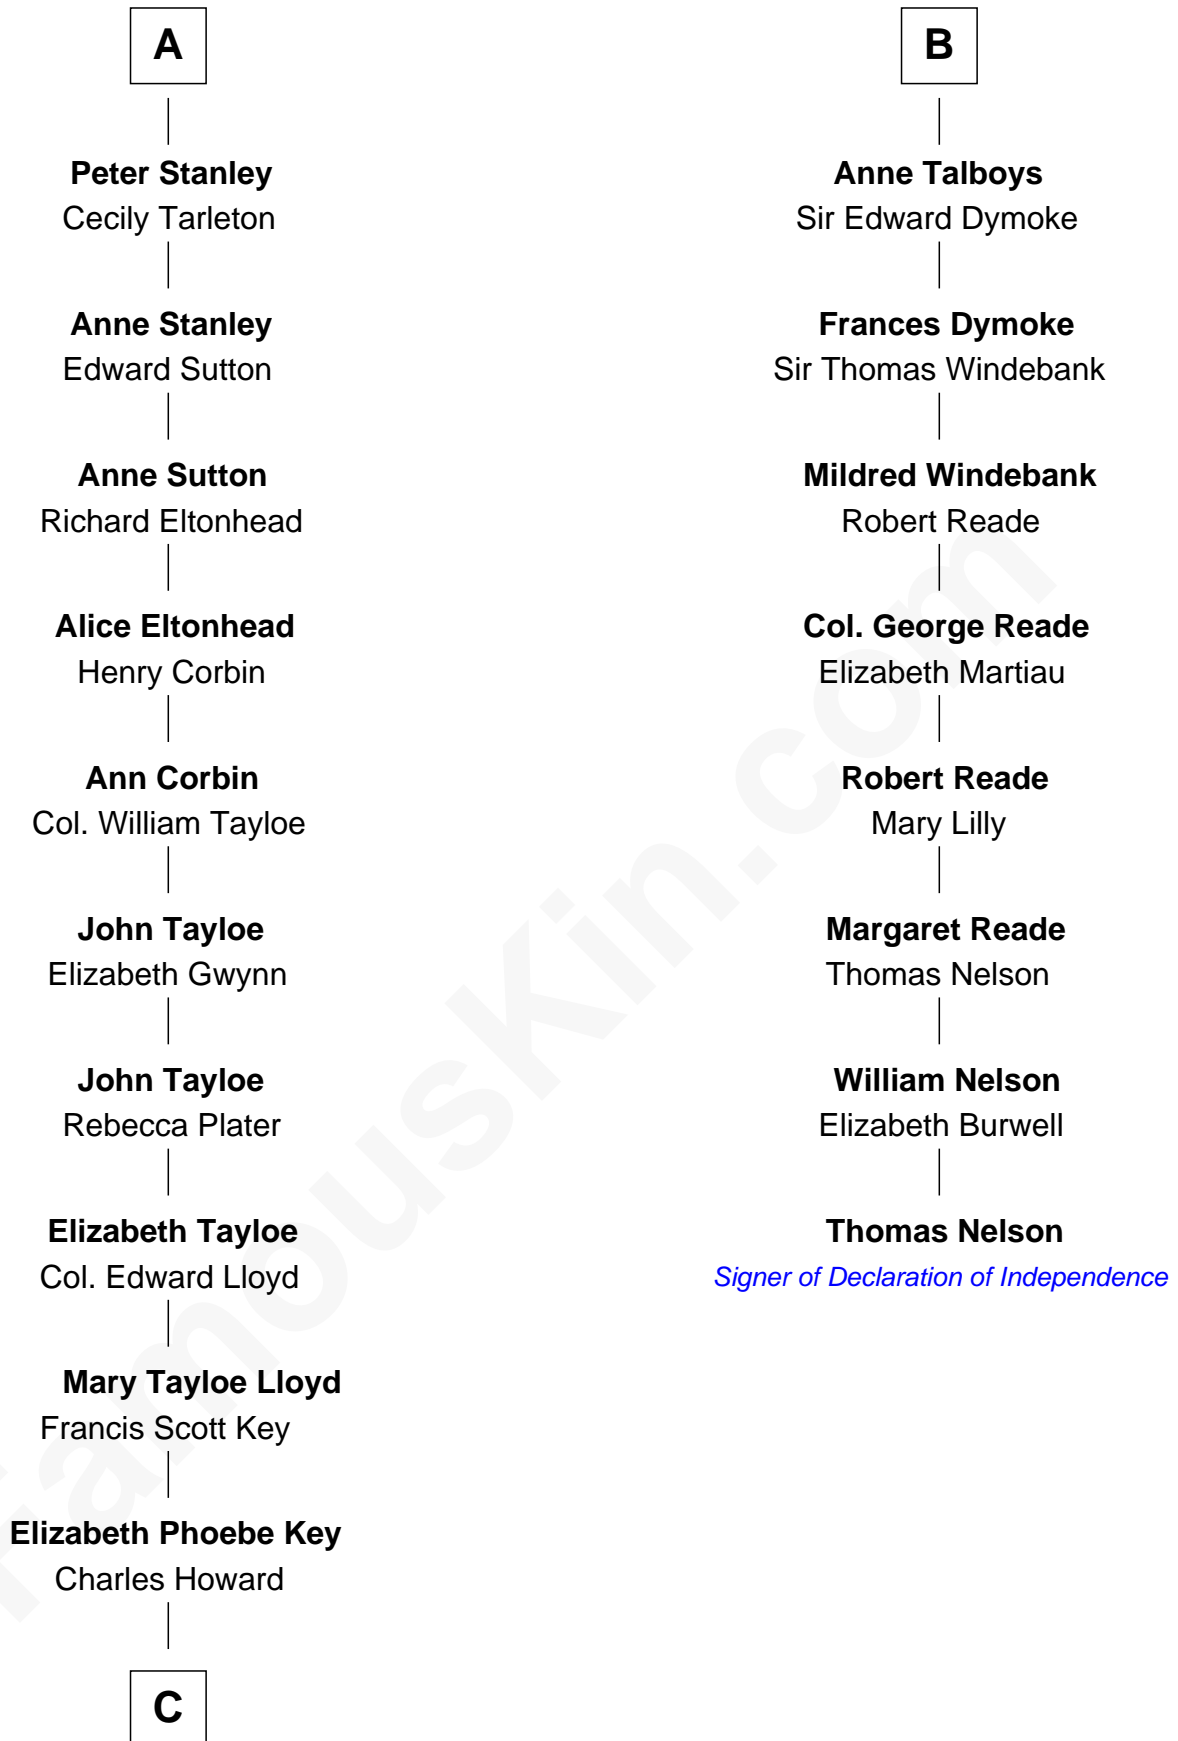 A
Peter Stanley
Cecily Tarleton
Anne Stanley
Edward Sutton
Anne Sutton
Richard Eltonhead
Alice Eltonhead
Henry Corbin
Ann Corbin
Col. William Tayloe
John Tayloe
Elizabeth Gwynn
John Tayloe
Rebecca Plater
Elizabeth Tayloe
Col. Edward Lloyd
Mary Tayloe Lloyd
Francis Scott Key
Elizabeth Phoebe Key
Charles Howard
C
B
Anne Talboys
Sir Edward Dymoke
Frances Dymoke
Sir Thomas Windebank
Mildred Windebank
Robert Reade
Col. George Reade
Elizabeth Martiau
Robert Reade
Mary Lilly
Margaret Reade
Thomas Nelson
William Nelson
Elizabeth Burwell
Thomas Nelson
Signer of Declaration of Independence
FamousKin.com